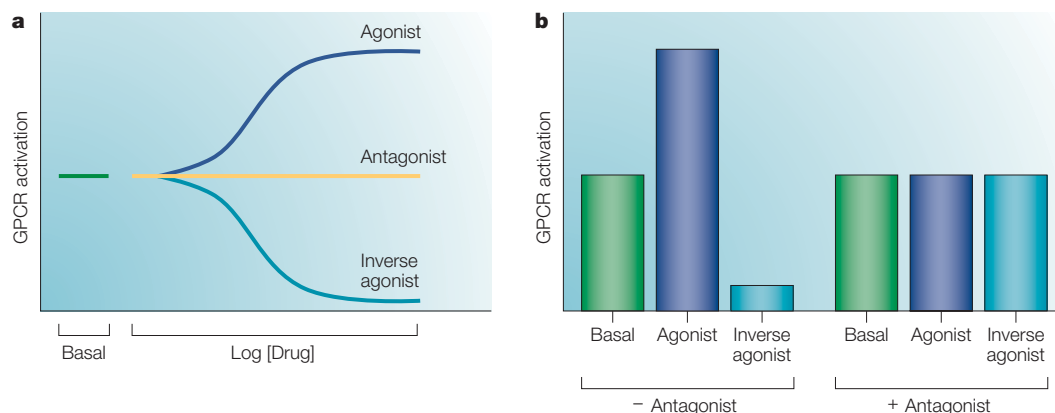 a
GPCR activation
Agonist
Antagonist
Inverse
agonist
Basal
Log [Drug]
b
GPCR activation
Basal
Agonist
Inverse
agonist
Basal
Agonist
Inverse
agonist
− Antagonist
+ Antagonist